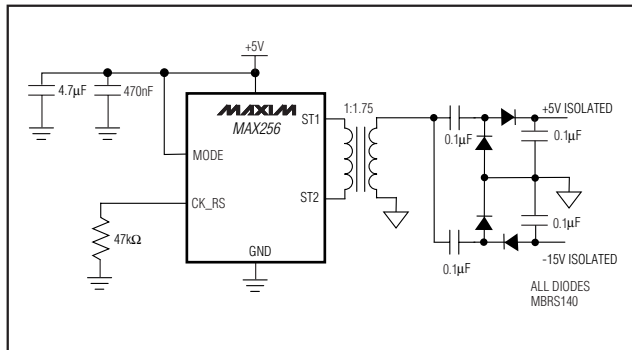 +5V
4.7µF
470nF
MAXIM
MAX256
MODE
CK_RS
GND
ST1
ST2
47kΩ
1:1.75
0.1µF
+5V ISOLATED
0.1µF
0.1µF
0.1µF
-15V ISOLATED
ALL DIODES
MBRS140